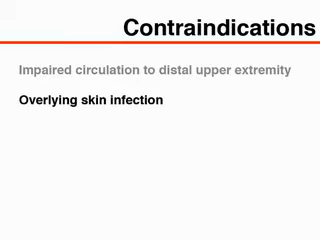 Contraindications
Impaired circulation to distal upper extremity
Overlying skin infection